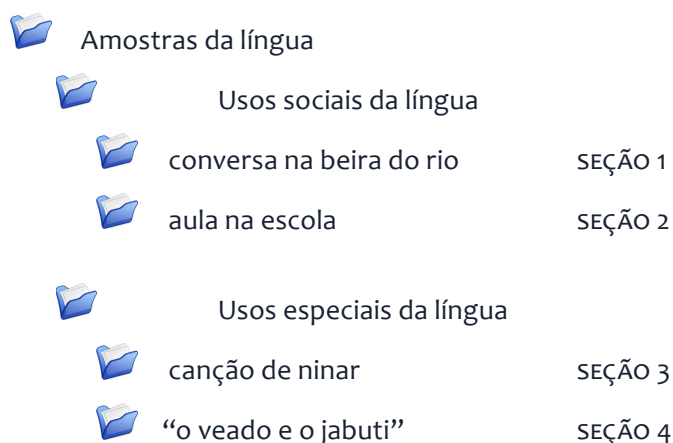 Amostras da língua
Usos sociais da língua
conversa na beira do rio SEÇÃO 1
aula na escola SEÇÃO 2
Usos especiais da língua
canção de ninar SEÇÃO 3
“o veado e o jabuti” SEÇÃO 4